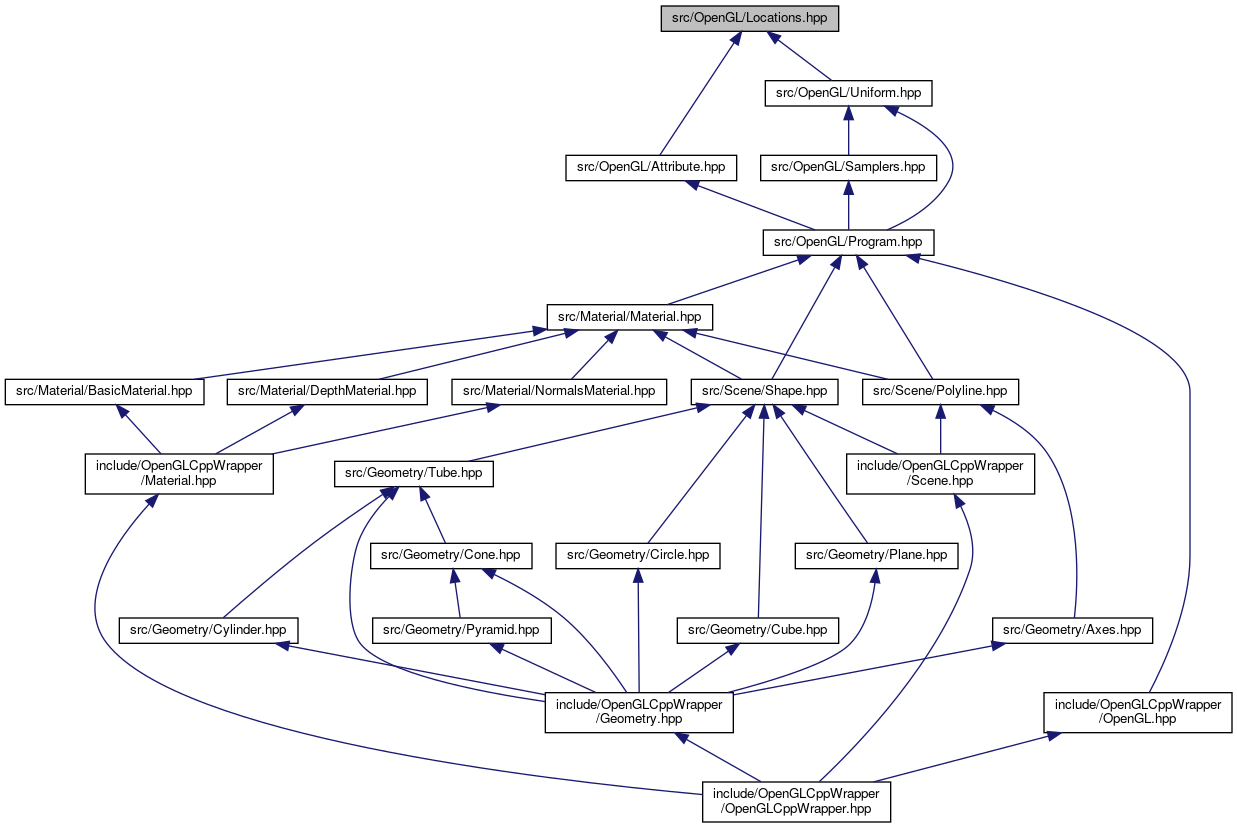 src/OpenGL/Locations.hpp
src/OpenGL/Uniform.hpp
src/OpenGL/Attribute.hpp
src/OpenGL/Samplers.hpp
src/OpenGL/Program.hpp
src/Material/Material.hpp
src/Material/BasicMaterial.hpp
src/Material/DepthMaterial.hpp
src/Material/NormalsMaterial.hpp
src/Scene/Shape.hpp
src/Scene/Polyline.hpp
include/OpenGLCppWrapper
/Material.hpp
src/Geometry/Tube.hpp
include/OpenGLCppWrapper
/Scene.hpp
src/Geometry/Cone.hpp
src/Geometry/Circle.hpp
src/Geometry/Plane.hpp
src/Geometry/Cylinder.hpp
src/Geometry/Pyramid.hpp
src/Geometry/Cube.hpp
src/Geometry/Axes.hpp
include/OpenGLCppWrapper
/Geometry.hpp
include/OpenGLCppWrapper
/OpenGL.hpp
include/OpenGLCppWrapper
/OpenGLCppWrapper.hpp